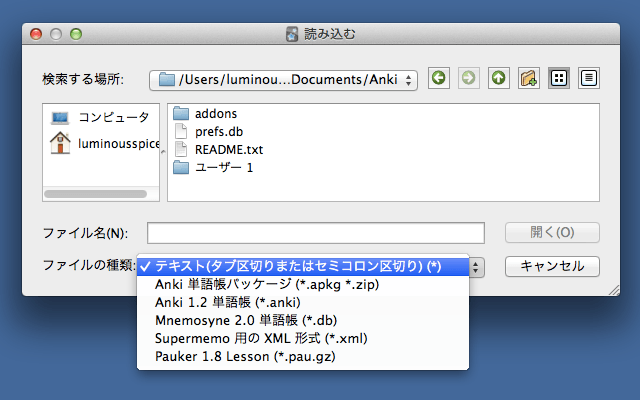 読み込む
検索する場所: /Users/luminou...Documents/Anki
コンピュータ
luminousspice
addons
prefs.db
README.txt
ユーザー 1
ファイル名(N):
開く(O)
ファイルの種類: ✓ テキスト(タブ区切りまたはセミコロン区切り) (*)
キャンセル
Anki 単語帳パッケージ (*.apkg *.zip)
Anki 1.2 単語帳 (*.anki)
Mnemosyne 2.0 単語帳 (*.db)
Supermemo 用の XML 形式 (*.xml)
Pauker 1.8 Lesson (*.pau.gz)